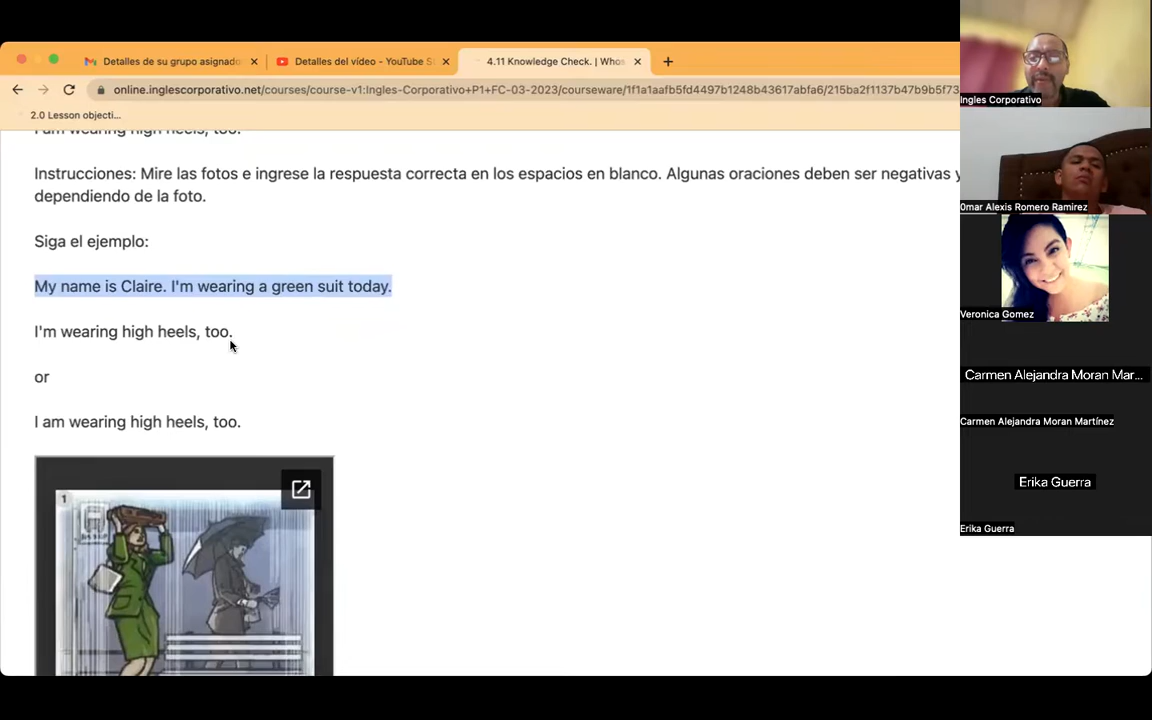 Detalles de su grupo asignado
Detalles del vídeo - YouTube S
4.11 Knowledge Check. | Whos
online.inglescorporativo.net/courses/course-v1:Ingles-Corporativo+P1+FC-03-2023/courseware/1f1a1aafb5fd4497b1248b43617abfa6/215ba2f1137b47b9b5f73
2.0 Lesson objecti...
I am wearing high heels, too.
Instrucciones: Mire las fotos e ingrese la respuesta correcta en los espacios en blanco. Algunas oraciones deben ser negativas y
dependiendo de la foto.
Siga el ejemplo:
My name is Claire. I'm wearing a green suit today.
I'm wearing high heels, too.
or
I am wearing high heels, too.
1
Ingles Corporativo
0mar Alexis Romero Ramirez
Veronica Gomez
Carmen Alejandra Moran Mar...
Carmen Alejandra Moran Martínez
Erika Guerra
Erika Guerra